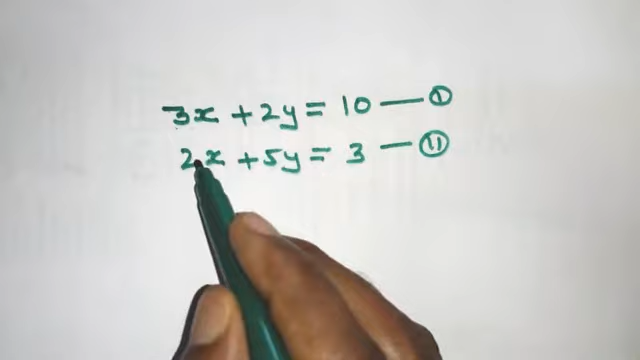 3x + 2y = 10 — ①
2x + 5y = 3 — ⑪